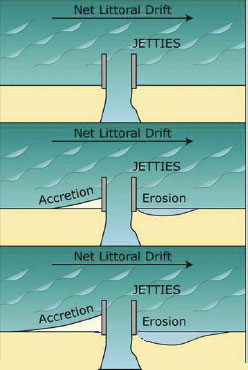 Net Littoral Drift
JETTIES
Net Littoral Drift
JETTIES
Accretion
Erosion
Net Littoral Drift
JETTIES
Accretion
Erosion